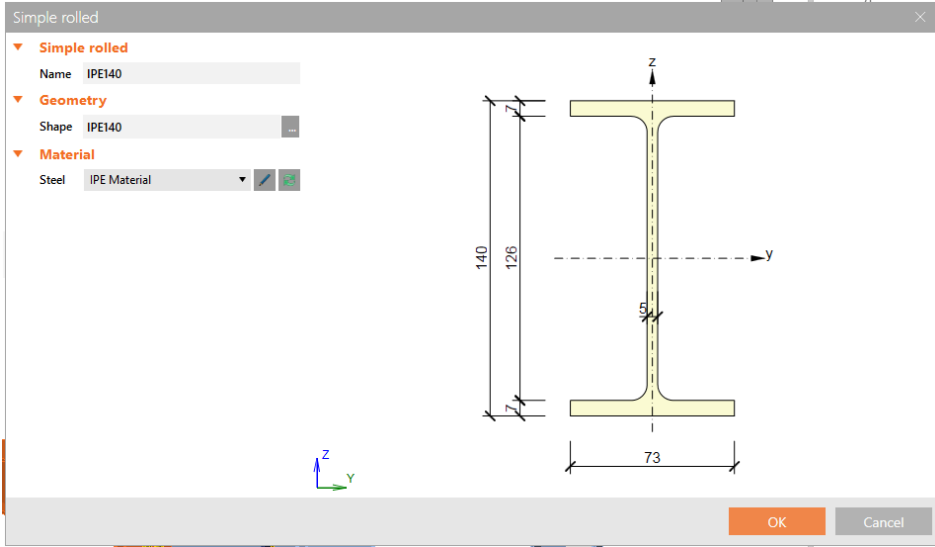 Simple rolled
Simple rolled
Name IPE140
Geometry
Shape IPE140 ...
Material
Steel IPE Material
z
7
140
126
y
5
7
73
Z
Y
OK Cancel